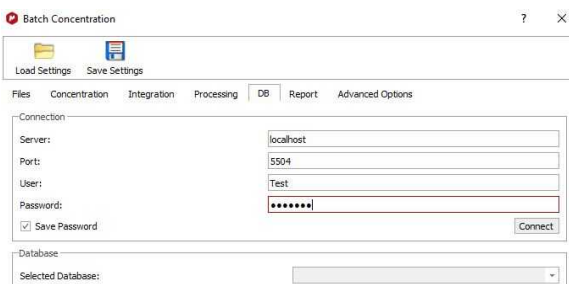 Batch Concentration ? ×
Load Settings Save Settings
Files Concentration Integration Processing DB Report Advanced Options
Connection
Server: localhost
Port: 5504
User: Test
Password: •••••••
Save Password Connect
Database
Selected Database: